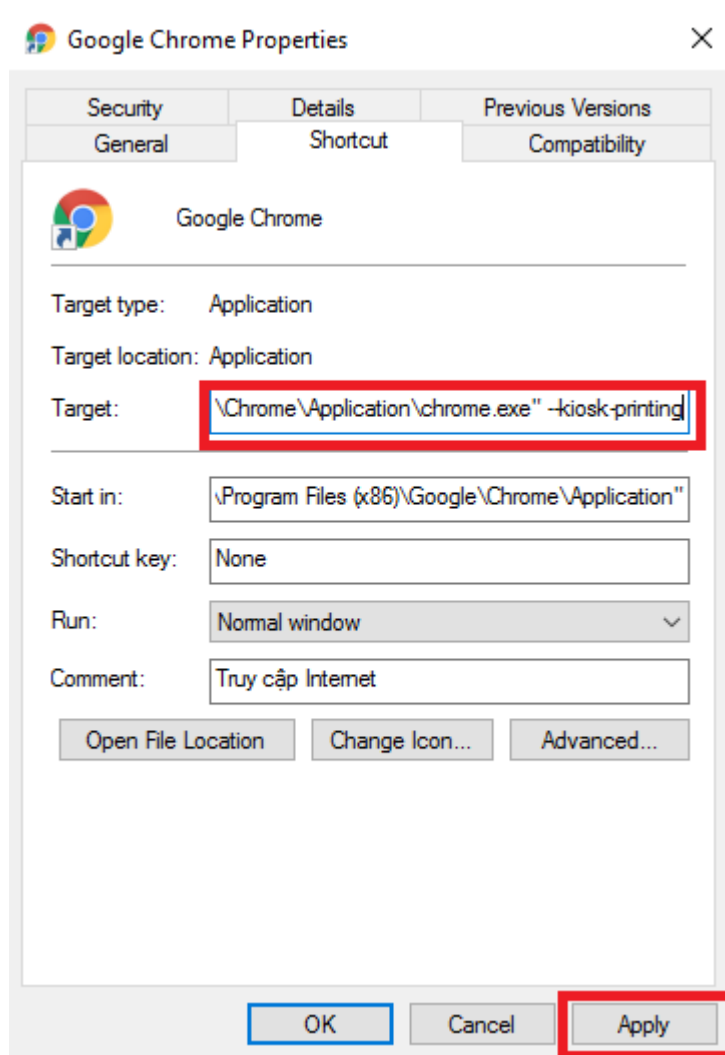 Google Chrome Properties
Security Details Previous Versions
General Shortcut Compatibility
Google Chrome
Target type: Application
Target location: Application
Target: \Chrome\Application\chrome.exe" --kiosk-printing
Start in: \Program Files (x86)\Google\Chrome\Application"
Shortcut key: None
Run: Normal window
Comment: Truy cập Internet
Open File Location Change Icon... Advanced...
OK Cancel Apply